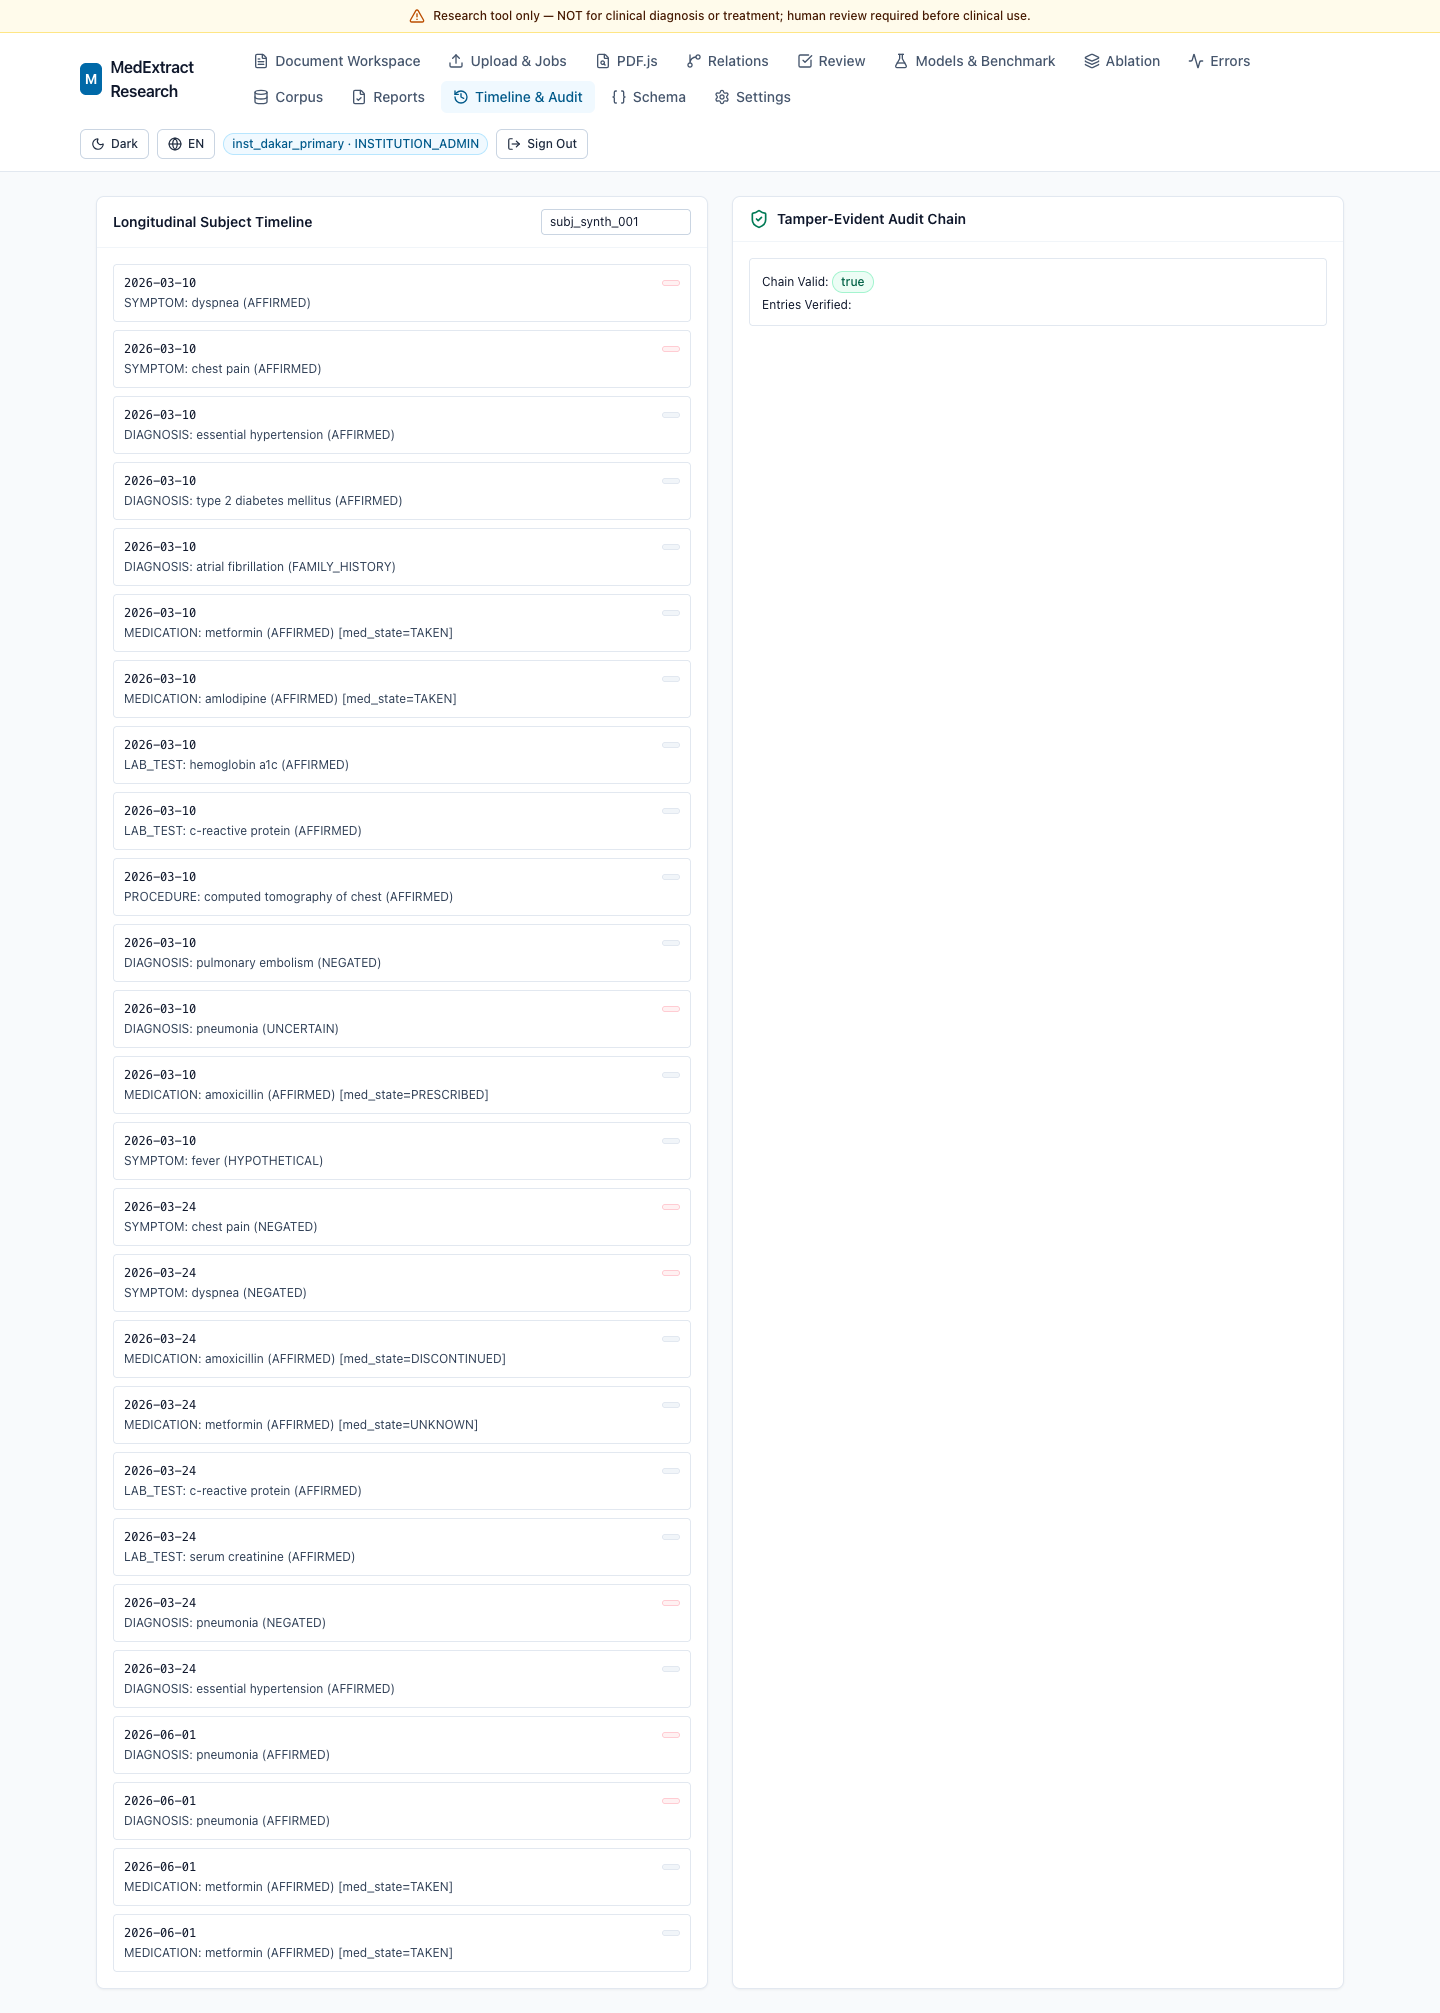 Research tool only — NOT for clinical diagnosis or treatment; human review required before clinical use.
M
MedExtract
Research
Document Workspace
Upload & Jobs
PDF.js
Relations
Review
Models & Benchmark
Ablation
Errors
Corpus
Reports
Timeline & Audit
Schema
Settings
Dark
EN
inst_dakar_primary · INSTITUTION_ADMIN
Sign Out
Longitudinal Subject Timeline
subj_synth_001
2026-03-10
SYMPTOM: dyspnea (AFFIRMED)
2026-03-10
SYMPTOM: chest pain (AFFIRMED)
2026-03-10
DIAGNOSIS: essential hypertension (AFFIRMED)
2026-03-10
DIAGNOSIS: type 2 diabetes mellitus (AFFIRMED)
2026-03-10
DIAGNOSIS: atrial fibrillation (FAMILY_HISTORY)
2026-03-10
MEDICATION: metformin (AFFIRMED) [med_state=TAKEN]
2026-03-10
MEDICATION: amlodipine (AFFIRMED) [med_state=TAKEN]
2026-03-10
LAB_TEST: hemoglobin a1c (AFFIRMED)
2026-03-10
LAB_TEST: c-reactive protein (AFFIRMED)
2026-03-10
PROCEDURE: computed tomography of chest (AFFIRMED)
2026-03-10
DIAGNOSIS: pulmonary embolism (NEGATED)
2026-03-10
DIAGNOSIS: pneumonia (UNCERTAIN)
2026-03-10
MEDICATION: amoxicillin (AFFIRMED) [med_state=PRESCRIBED]
2026-03-10
SYMPTOM: fever (HYPOTHETICAL)
2026-03-24
SYMPTOM: chest pain (NEGATED)
2026-03-24
SYMPTOM: dyspnea (NEGATED)
2026-03-24
MEDICATION: amoxicillin (AFFIRMED) [med_state=DISCONTINUED]
2026-03-24
MEDICATION: metformin (AFFIRMED) [med_state=UNKNOWN]
2026-03-24
LAB_TEST: c-reactive protein (AFFIRMED)
2026-03-24
LAB_TEST: serum creatinine (AFFIRMED)
2026-03-24
DIAGNOSIS: pneumonia (NEGATED)
2026-03-24
DIAGNOSIS: essential hypertension (AFFIRMED)
2026-06-01
DIAGNOSIS: pneumonia (AFFIRMED)
2026-06-01
DIAGNOSIS: pneumonia (AFFIRMED)
2026-06-01
MEDICATION: metformin (AFFIRMED) [med_state=TAKEN]
2026-06-01
MEDICATION: metformin (AFFIRMED) [med_state=TAKEN]
Tamper-Evident Audit Chain
Chain Valid: true
Entries Verified: